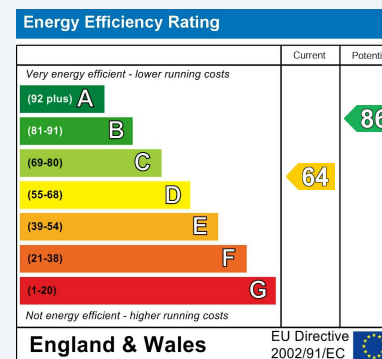 Energy Efficiency Rating
Current Potenti
Very energy efficient - lower running costs
(92 plus) A
(81-91) B
(69-80) C
(55-68) D
(39-54) E
(21-38) F
(1-20) G
64
86
Not energy efficient - higher running costs
England & Wales
EU Directive
2002/91/EC